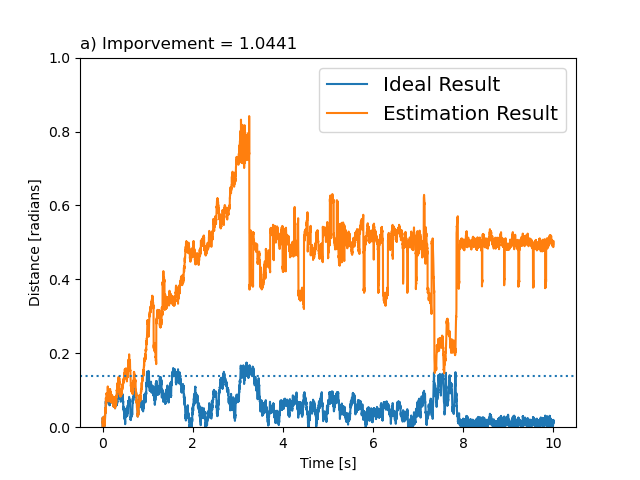 a) Imporvement = 1.0441
1.0
0.8
0.6
0.4
0.2
0.0
Distance [radians]
Ideal Result
Estimation Result
0 2 4 6 8 10
Time [s]